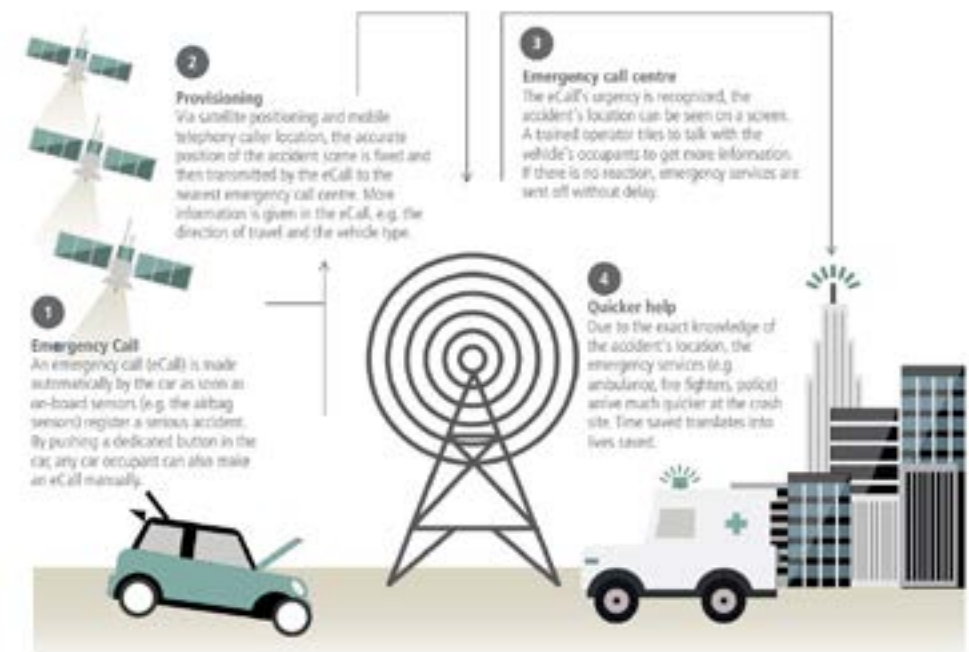 1
Emergency Call
An emergency call (eCall) is made
automatically by the car as soon as
on-board sensors (e.g. the airbag
sensors) register a serious accident.
By pushing a dedicated button in the
car, any car occupant can also make
an eCall manually.
2
Provisioning
Via satellite positioning and mobile
telephony caller location, the accurate
position of the accident scene is fixed and
then transmitted by the eCall to the
nearest emergency call centre. More
information is given in the eCall, e.g. the
direction of travel and the vehicle type.
3
Emergency call centre
The eCall's urgency is recognized, the
accident's location can be seen on a screen.
A trained operator tries to talk with the
vehicle's occupants to get more information.
If there is no reaction, emergency services are
sent off without delay.
4
Quicker help
Due to the exact knowledge of
the accident's location, the
emergency services (e.g.
ambulance, fire fighters, police)
arrive much quicker at the crash
site. Time saved translates into
lives saved.